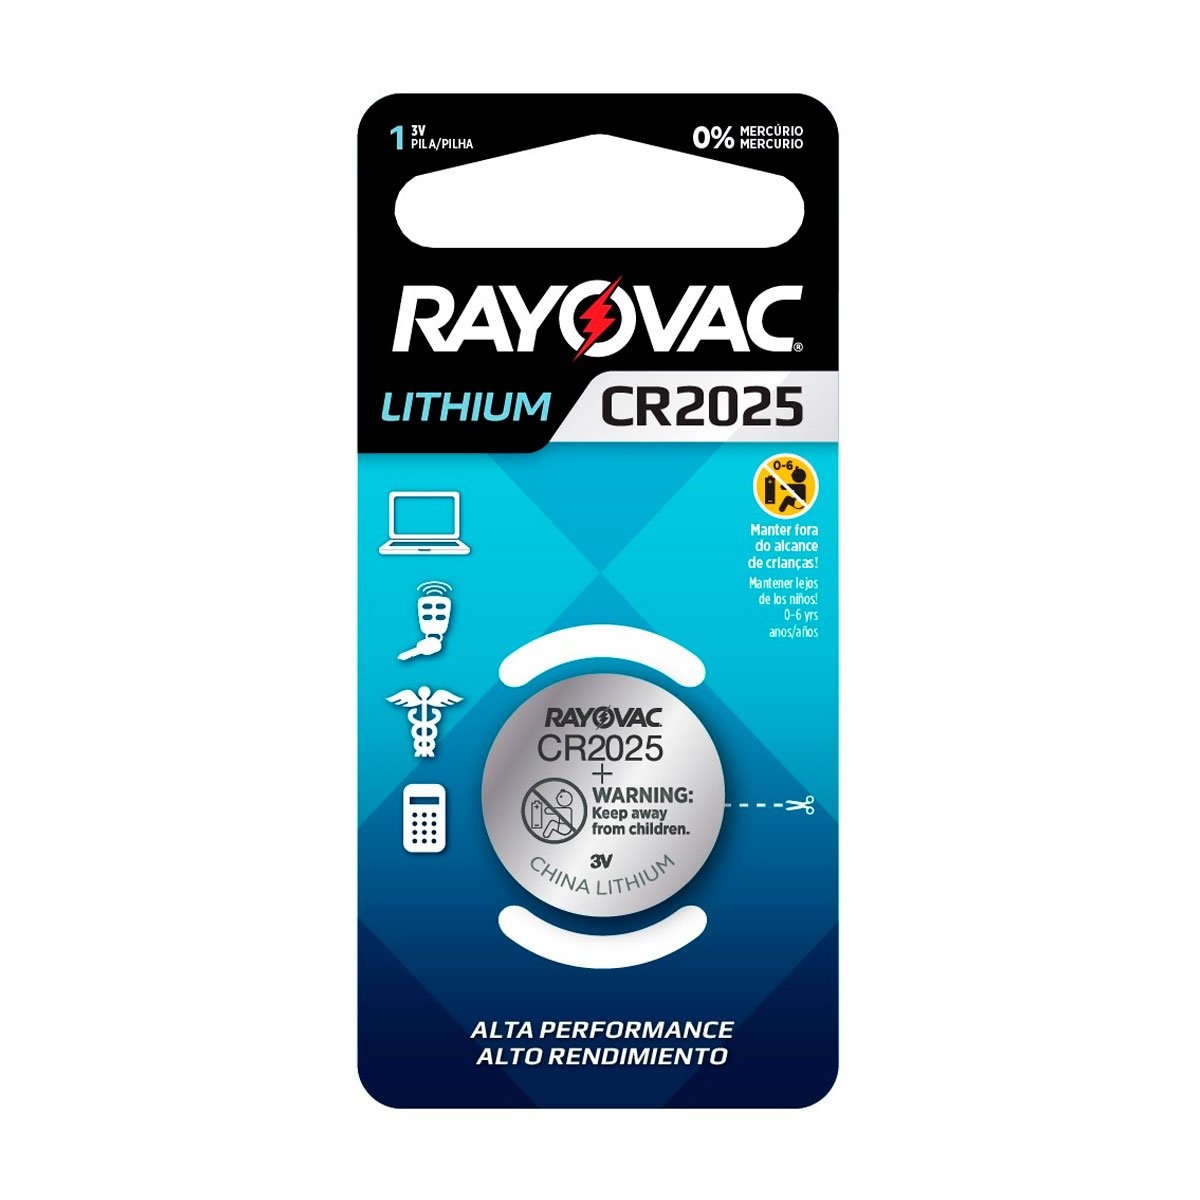 1 3V
PILA/PILHA
0% MERCÚRIO
MERCURIO
RAYOVAC®
LITHIUM CR2025
0-6
Manter fora
do alcance
de crianças!
Mantener lejos
de los niños!
0-6 yrs
anos/años
RAYOVAC
CR2025
+
WARNING:
Keep away
from children.
3V
CHINA LITHIUM
ALTA PERFORMANCE
ALTO RENDIMIENTO